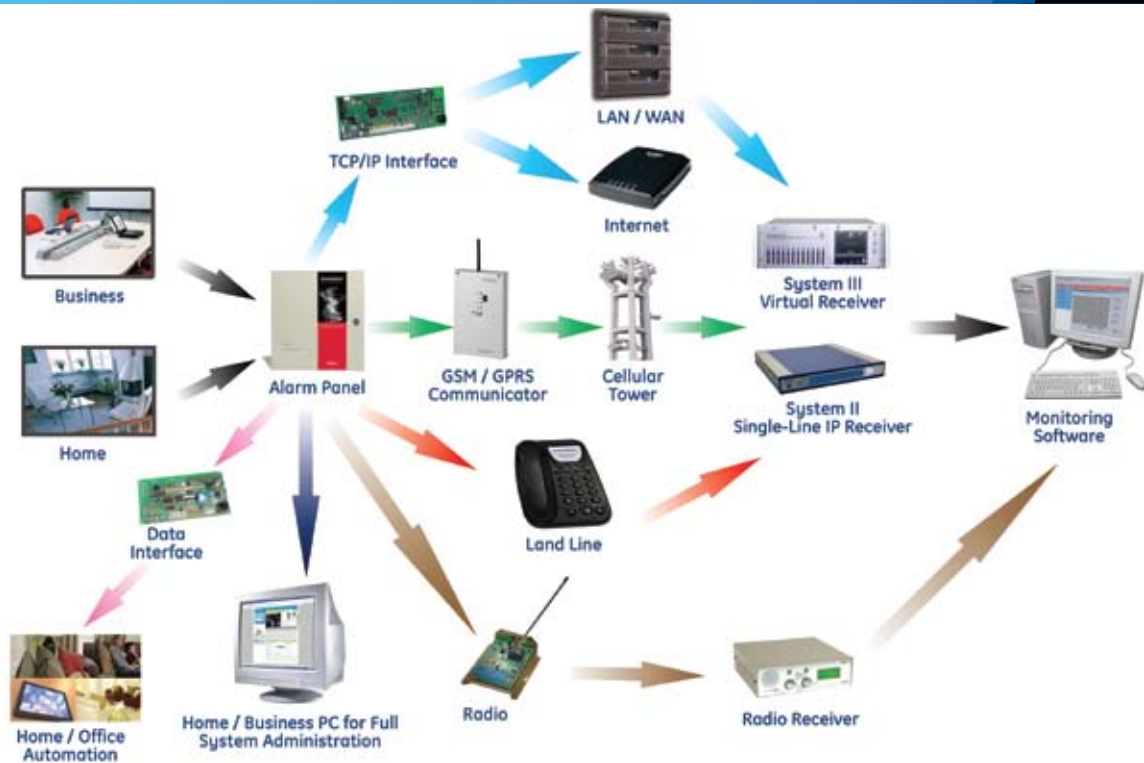 LAN / WAN
TCP/IP Interface
Internet
Business
System III
Virtual Receiver
Alarm Panel
GSM / GPRS
Communicator
Cellular
Tower
System II
Single-Line IP Receiver
Monitoring
Software
Home
Data
Interface
Land Line
Home / Office
Automation
Home / Business PC for Full
System Administration
Radio
Radio Receiver